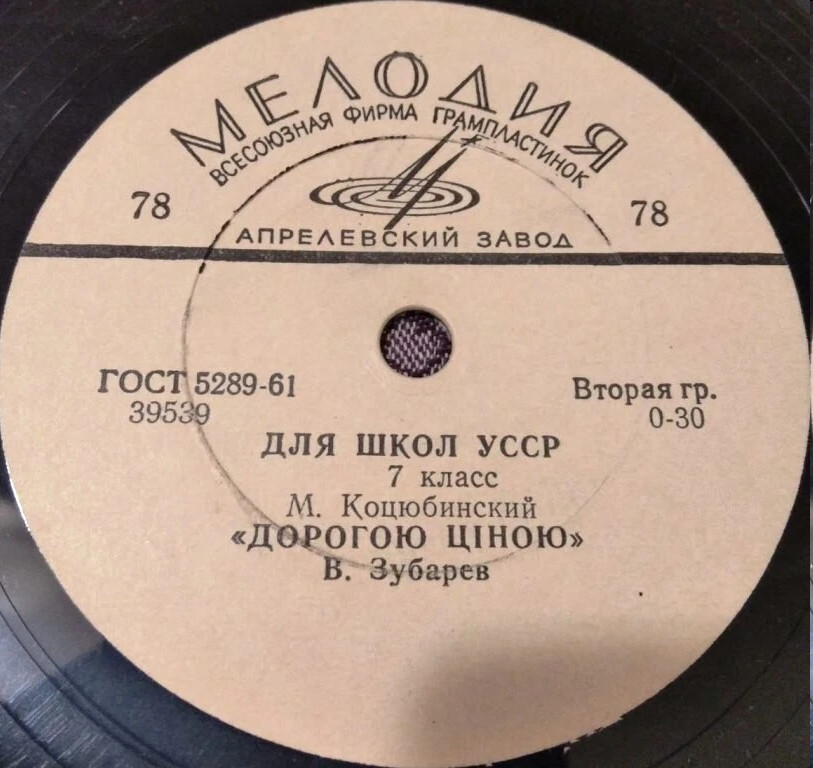 МЕЛОДИЯ
ВСЕСОЮЗНАЯ ФИРМА ГРАМПЛАСТИНОК
78 78
АПРЕЛЕВСКИЙ ЗАВОД
ГОСТ 5289-61 Вторая гр.
39539 0-30
ДЛЯ ШКОЛ УССР
7 класс
М. Коцюбинский
«ДОРОГОЮ ЦІНОЮ»
В. Зубарев